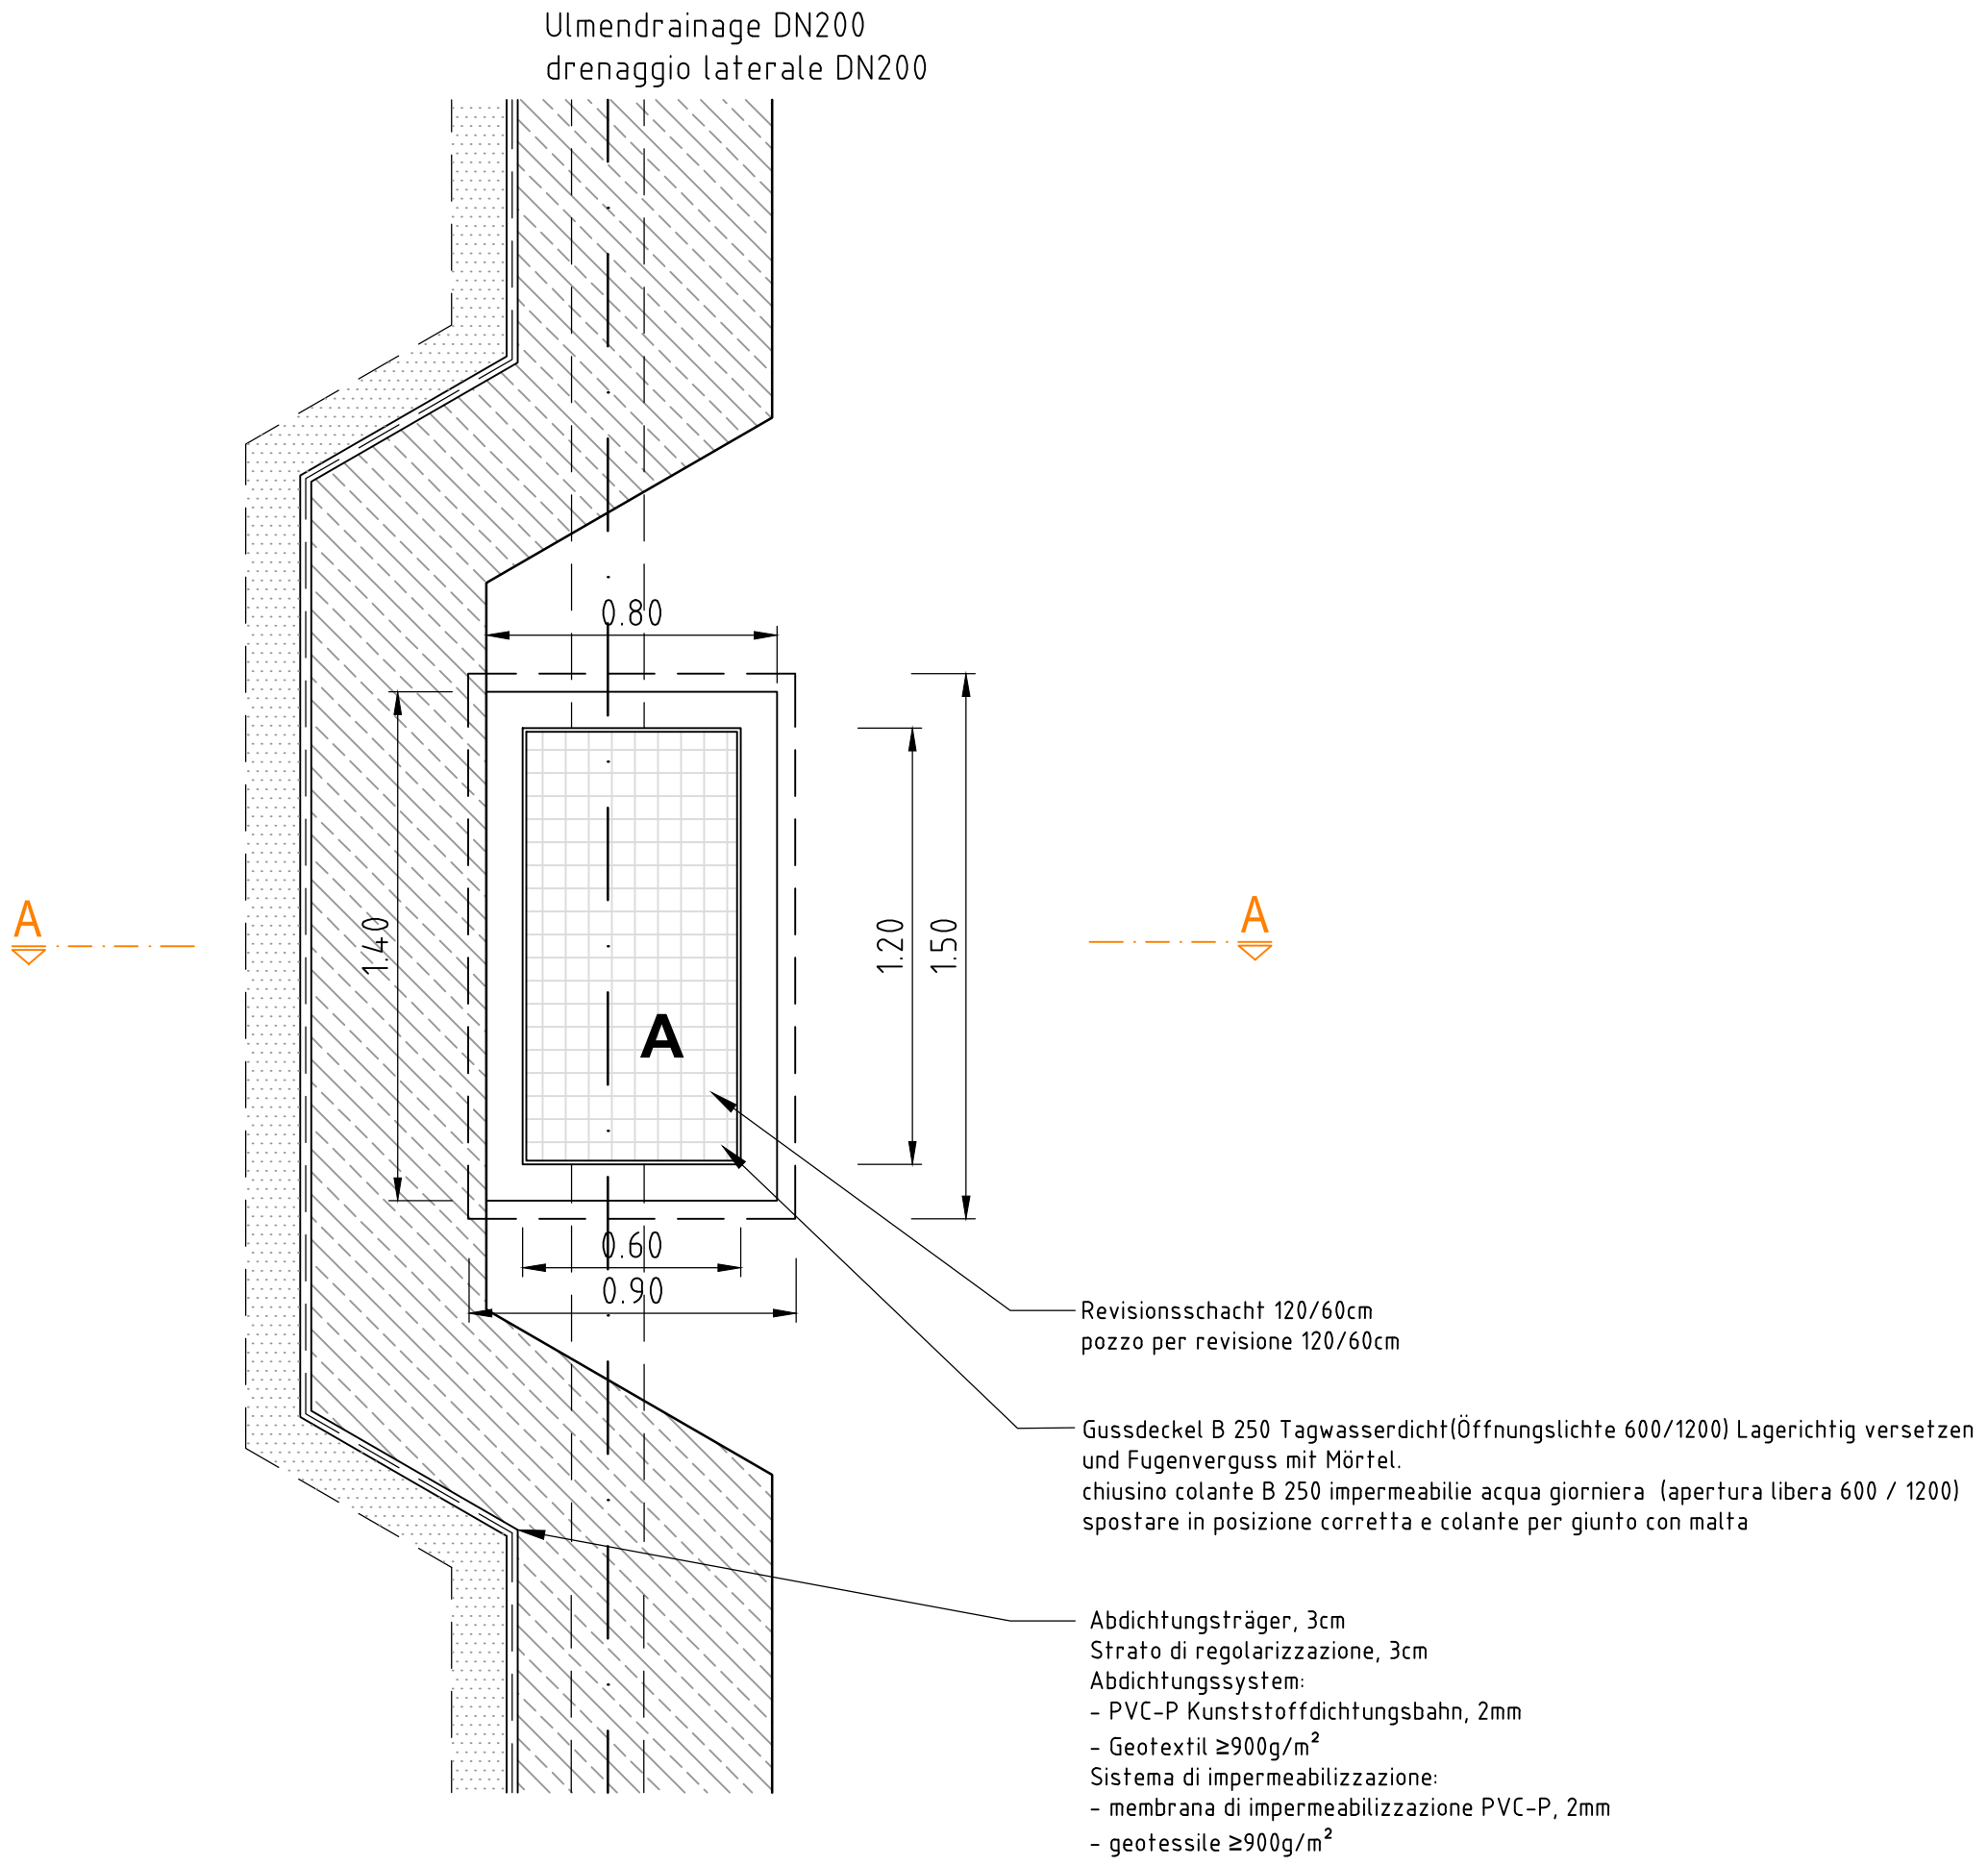 Ulmendrainage DN200
drenaggio laterale DN200
0.80
1.40
1.20
1.50
A
A
A
0.60
0.90
Revisionsschacht 120/60cm
pozzo per revisione 120/60cm
Gussdeckel B 250 Tagwasserdicht(Öffnungslichte 600/1200) Lagerichtig versetzen
und Fugenverguss mit Mörtel.
chiusino colante B 250 impermeabilie acqua giorniera (apertura libera 600 / 1200)
spostare in posizione corretta e colante per giunto con malta
Abdichtungsträger, 3cm
Strato di regolarizzazione, 3cm
Abdichtungssystem:
- PVC-P Kunststoffdichtungsbahn, 2mm
- Geotextil ≥900g/m²
Sistema di impermeabilizzazione:
- membrana di impermeabilizzazione PVC-P, 2mm
- geotessile ≥900g/m²